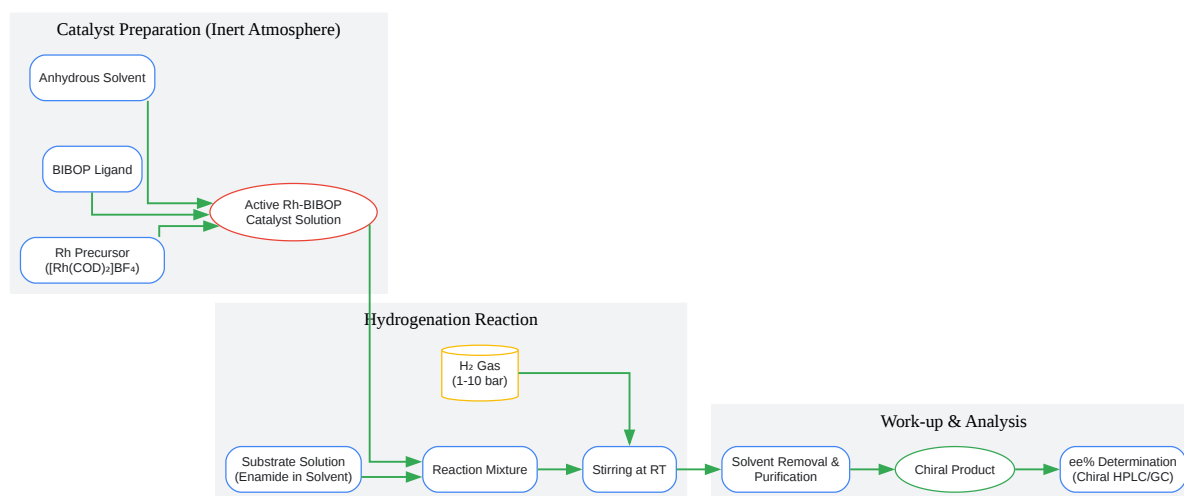 Catalyst Preparation (Inert Atmosphere)
Anhydrous Solvent
BIBOP Ligand
Active Rh-BIBOP
Catalyst Solution
Rh Precursor
([Rh(COD)₂]BF₄)
Hydrogenation Reaction
H₂ Gas
(1-10 bar)
Substrate Solution
(Enamide in Solvent)
Reaction Mixture
Stirring at RT
Work-up & Analysis
Solvent Removal &
Purification
Chiral Product
ee% Determination
(Chiral HPLC/GC)